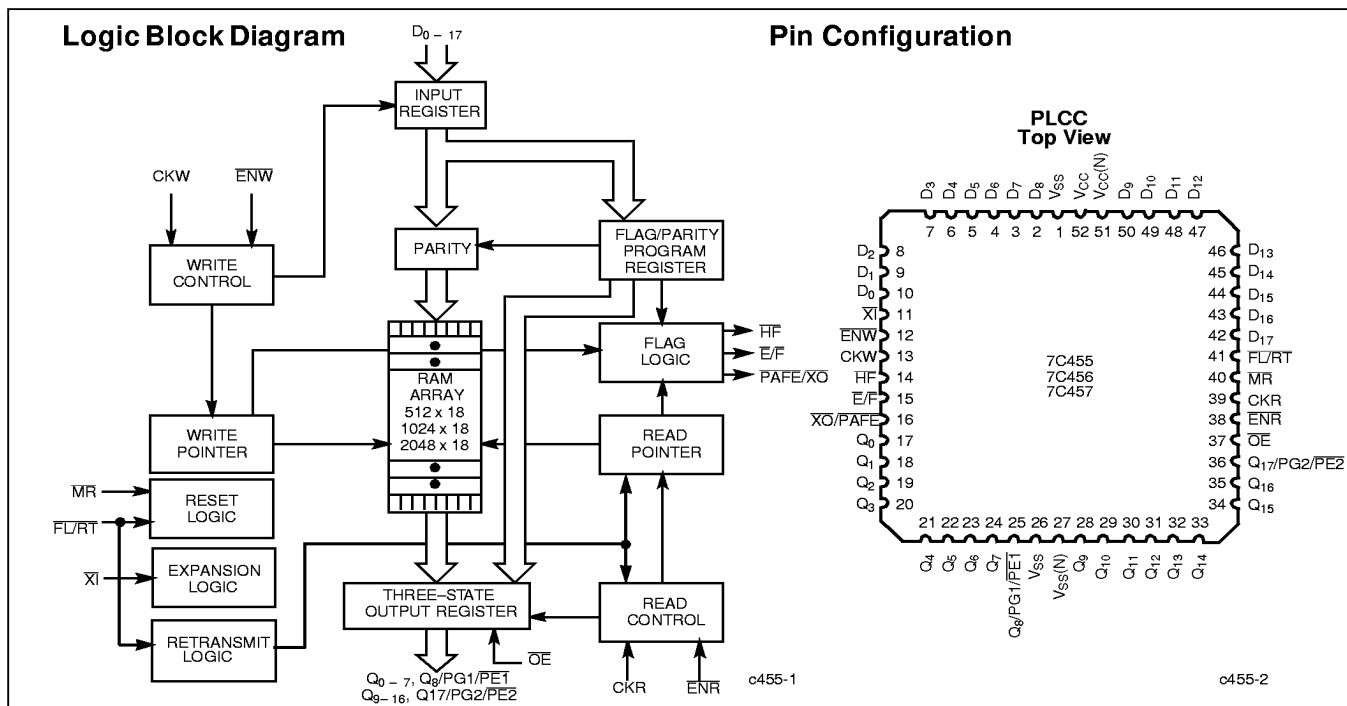 Logic Block Diagram
D0 – 17
INPUT
REGISTER
CKW
ENW
WRITE
CONTROL
PARITY
FLAG/PARITY
PROGRAM
REGISTER
RAM
ARRAY
512 x 18
1024 x 18
2048 x 18
FLAG
LOGIC
HF
E/F
PAFE/XO
WRITE
POINTER
READ
POINTER
MR
RESET
LOGIC
FL/RT
XI
EXPANSION
LOGIC
RETRANSMIT
LOGIC
THREE–STATE
OUTPUT REGISTER
READ
CONTROL
OE
Q0 – 7, Q8/PG1/PE1
Q9– 16, Q17/PG2/PE2
CKR
ENR
c455-1
Pin Configuration
PLCC
Top View
D3 D4 D5 D6 D7 D8 VSS VCC VCC(N) D9 D10 D11 D12
7 6 5 4 3 2 1 52 51 50 49 48 47
D2 8
D1 9
D0 10
XI 11
ENW 12
CKW 13
HF 14
E/F 15
XO/PAFE 16
Q0 17
Q1 18
Q2 19
Q3 20
7C455
7C456
7C457
46 D13
45 D14
44 D15
43 D16
42 D17
41 FL/RT
40 MR
39 CKR
38 ENR
37 OE
36 Q17/PG2/PE2
35 Q16
34 Q15
21 22 23 24 25 26 27 28 29 30 31 32 33
Q4 Q5 Q6 Q7 Q8/PG1/PE1 VSS VSS(N) Q9 Q10 Q11 Q12 Q13 Q14
c455-2